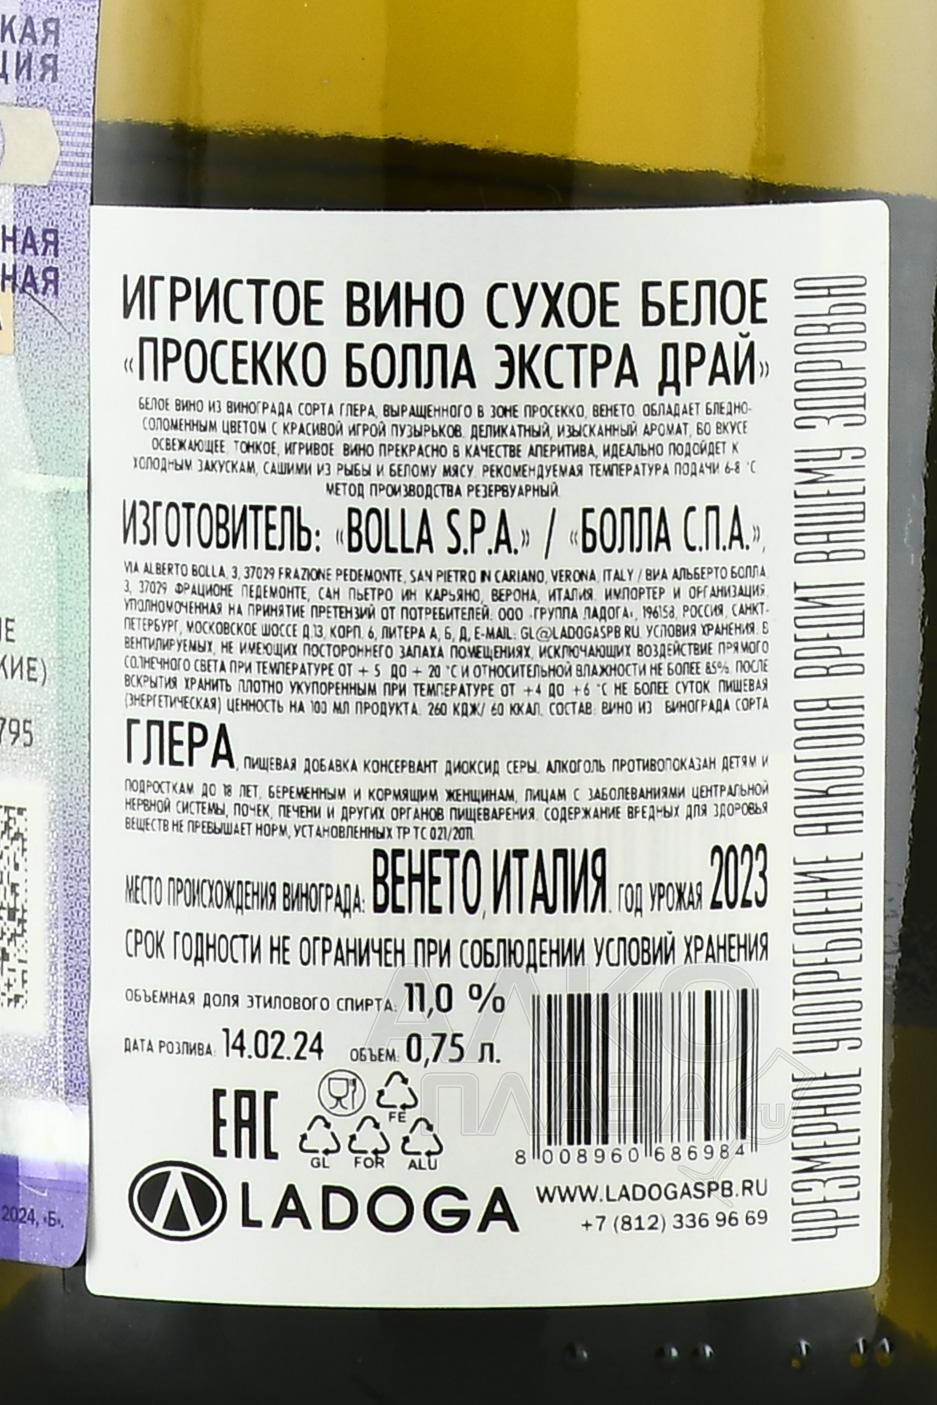 КАЯ
ЦИЯ
НАЯ
НАЯ
ИГРИСТОЕ ВИНО СУХОЕ БЕЛОЕ
«ПРОСЕККО БОЛЛА ЭКСТРА ДРАЙ»
БЕЛОЕ ВИНО ИЗ ВИНОГРАДА СОРТА ГЛЕРА, ВЫРАЩЕННОГО В ЗОНЕ ПРОСЕККО, ВЕНЕТО. ОБЛАДАЕТ БЛЕДНО-
СОЛОМЕННЫМ ЦВЕТОМ С КРАСИВОЙ ИГРОЙ ПУЗЫРЬКОВ. ДЕЛИКАТНЫЙ, ИЗЫСКАННЫЙ АРОМАТ, ВО ВКУСЕ
ОСВЕЖАЮЩЕЕ, ТОНКОЕ, ИГРИВОЕ. ВИНО ПРЕКРАСНО В КАЧЕСТВЕ АПЕРИТИВА, ИДЕАЛЬНО ПОДОЙДЕТ К
ХОЛОДНЫМ ЗАКУСКАМ, САШИМИ ИЗ РЫБЫ И БЕЛОМУ МЯСУ. РЕКОМЕНДУЕМАЯ ТЕМПЕРАТУРА ПОДАЧИ 6-8 °C
МЕТОД ПРОИЗВОДСТВА РЕЗЕРВУАРНЫЙ.
ИЗГОТОВИТЕЛЬ: «BOLLA S.P.A.» / «БОЛЛА С.П.А.»,
VIA ALBERTO BOLLA, 3, 37029 FRAZIONE PEDEMONTE, SAN PIETRO IN CARIANO, VERONA, ITALY / ВИА АЛЬБЕРТО БОЛЛА,
3, 37029 ФРАЦИОНЕ ПЕДЕМОНТЕ, САН ПЬЕТРО ИН КАРЬЯНО, ВЕРОНА, ИТАЛИЯ. ИМПОРТЕР И ОРГАНИЗАЦИЯ,
УПОЛНОМОЧЕННАЯ НА ПРИНЯТИЕ ПРЕТЕНЗИЙ ОТ ПОТРЕБИТЕЛЕЙ: ООО «ГРУППА ЛАДОГА», 196158, РОССИЯ, САНКТ-
ПЕТЕРБУРГ, МОСКОВСКОЕ ШОССЕ Д.13, КОРП. 6, ЛИТЕРА А, Б, Д, E-MAIL: GL@LADOGASPB.RU. УСЛОВИЯ ХРАНЕНИЯ: В
ВЕНТИЛИРУЕМЫХ, НЕ ИМЕЮЩИХ ПОСТОРОННЕГО ЗАПАХА ПОМЕЩЕНИЯХ, ИСКЛЮЧАЮЩИХ ВОЗДЕЙСТВИЕ ПРЯМОГО
СОЛНЕЧНОГО СВЕТА ПРИ ТЕМПЕРАТУРЕ ОТ + 5 ДО + 20 °C И ОТНОСИТЕЛЬНОЙ ВЛАЖНОСТИ НЕ БОЛЕЕ 85%. ПОСЛЕ
ВСКРЫТИЯ ХРАНИТЬ ПЛОТНО УКУПОРЕННЫМ ПРИ ТЕМПЕРАТУРЕ ОТ +4 ДО +6 °C НЕ БОЛЕЕ СУТОК. ПИЩЕВАЯ
(ЭНЕРГЕТИЧЕСКАЯ) ЦЕННОСТЬ НА 100 МЛ ПРОДУКТА: 260 КДЖ/ 60 ККАЛ. СОСТАВ: ВИНО ИЗ ВИНОГРАДА СОРТА
ГЛЕРА, ПИЩЕВАЯ ДОБАВКА КОНСЕРВАНТ ДИОКСИД СЕРЫ. АЛКОГОЛЬ ПРОТИВОПОКАЗАН ДЕТЯМ И
ПОДРОСТКАМ ДО 18 ЛЕТ, БЕРЕМЕННЫМ И КОРМЯЩИМ ЖЕНЩИНАМ, ЛИЦАМ С ЗАБОЛЕВАНИЯМИ ЦЕНТРАЛЬНОЙ
НЕРВНОЙ СИСТЕМЫ, ПОЧЕК, ПЕЧЕНИ И ДРУГИХ ОРГАНОВ ПИЩЕВАРЕНИЯ. СОДЕРЖАНИЕ ВРЕДНЫХ ДЛЯ ЗДОРОВЬЯ
ВЕЩЕСТВ НЕ ПРЕВЫШАЕТ НОРМ, УСТАНОВЛЕННЫХ ТР ТС 021/2011.
МЕСТО ПРОИСХОЖДЕНИЯ ВИНОГРАДА: ВЕНЕТО, ИТАЛИЯ. ГОД УРОЖАЯ 2023
СРОК ГОДНОСТИ НЕ ОГРАНИЧЕН ПРИ СОБЛЮДЕНИИ УСЛОВИЙ ХРАНЕНИЯ
ОБЪЕМНАЯ ДОЛЯ ЭТИЛОВОГО СПИРТА: 11,0 %
ДАТА РОЗЛИВА: 14.02.24 ОБЪЕМ: 0,75 Л.
EAC
FE
GL FOR ALU
8 008960 686984
LADOGA
WWW.LADOGASPB.RU
+7 (812) 336 96 69
ЧРЕЗМЕРНОЕ УПОТРЕБЛЕНИЕ АЛКОГОЛЯ ВРЕДИТ ВАШЕМУ ЗДОРОВЬЮ
ИЕ
КИЕ)
795
2024, «Б».
АЛКО
ПЛАЗА.ru